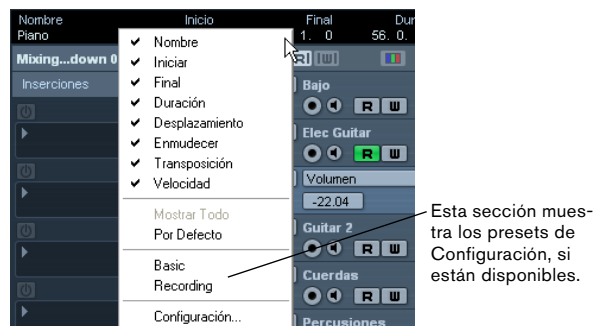 Nombre Inicio Final Dur
Piano 1. 0 56. 0.
Mixing...down 0
Inserciones
Nombre
Iniciar
Final
Duración
Desplazamiento
Enmudecer
Transposición
Velocidad
Mostrar Todo
Por Defecto
Basic
Recording
Configuración...
R W
Bajo
R W
Elec Guitar
R W
Volumen
-22.04
Guitar 2
R W
Cuerdas
R W
Percusiones
Esta sección mues-
tra los presets de
Configuración, si
están disponibles.